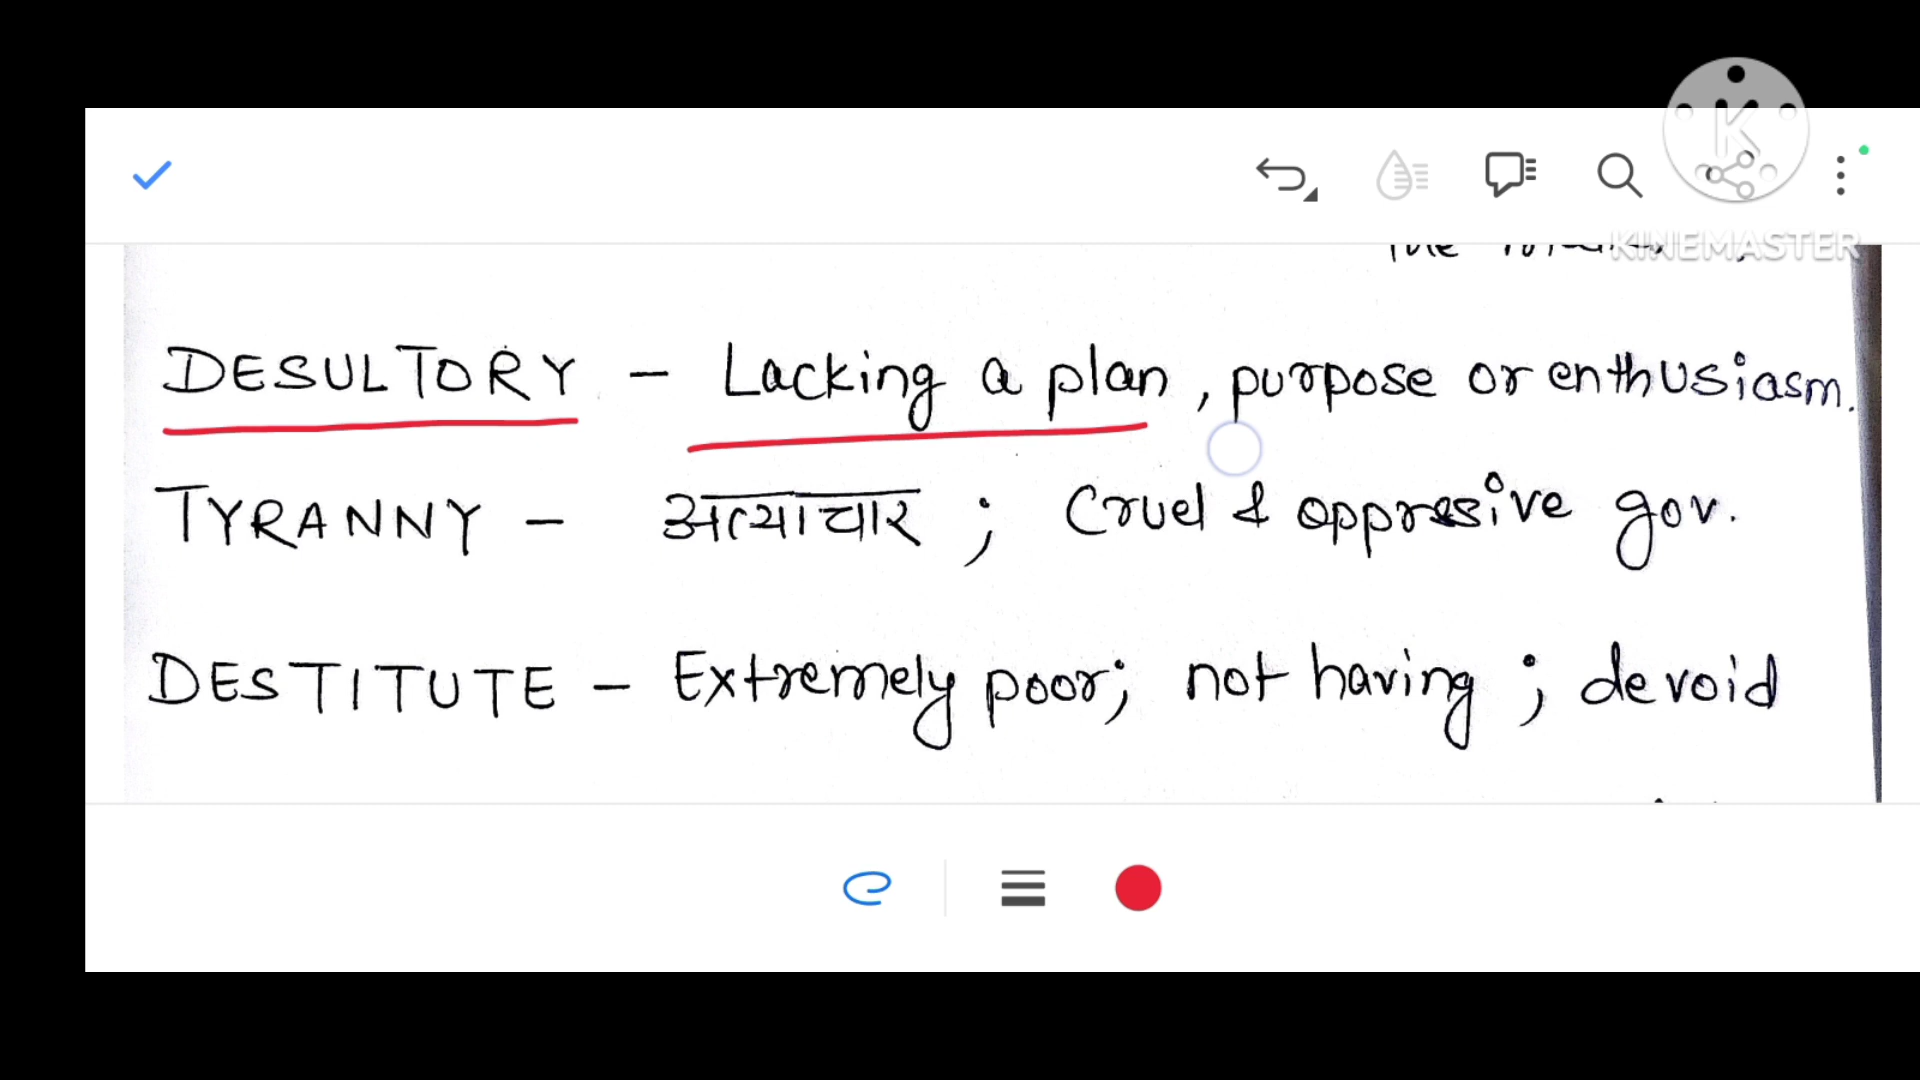 KINEMASTER
DESULTORY - Lacking a plan, purpose or enthusiasm.
TYRANNY - अत्याचार ; Cruel & oppressive gov.
DESTITUTE - Extremely poor; not having ; devoid